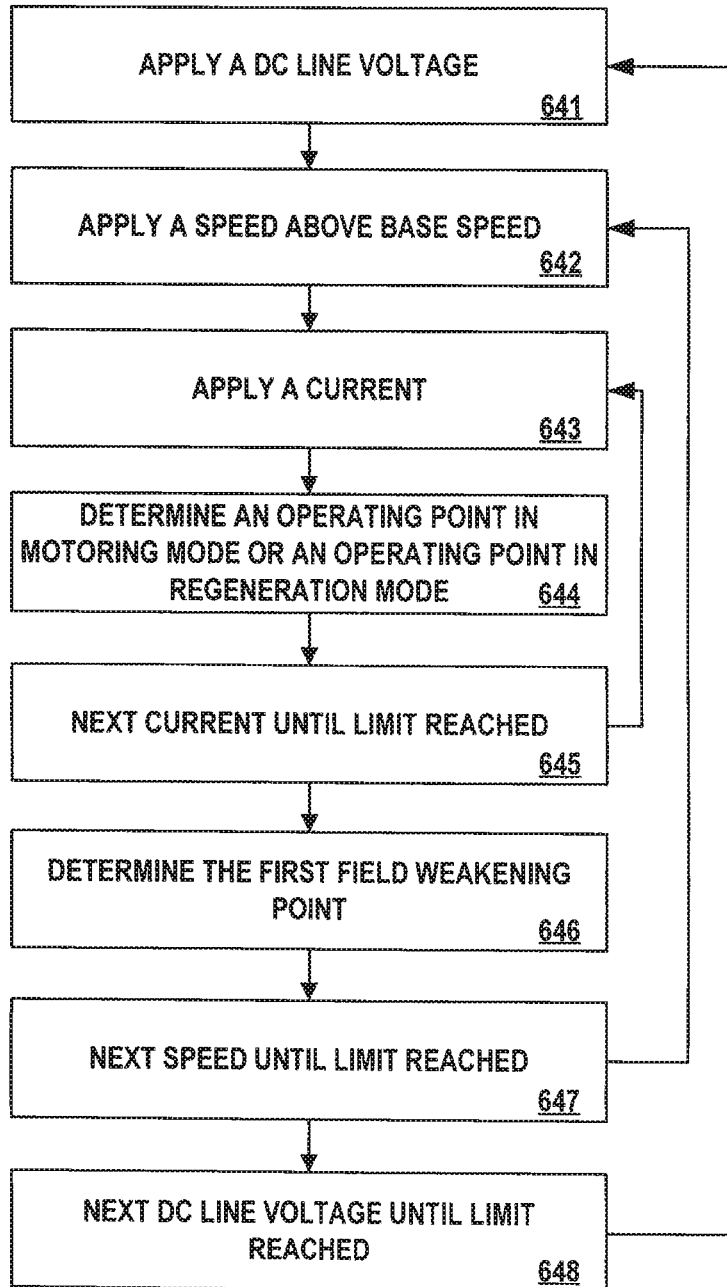 APPLY A DC LINE VOLTAGE
641
APPLY A SPEED ABOVE BASE SPEED
642
APPLY A CURRENT
643
DETERMINE AN OPERATING POINT IN
MOTORING MODE OR AN OPERATING POINT IN
REGENERATION MODE
644
NEXT CURRENT UNTIL LIMIT REACHED
645
DETERMINE THE FIRST FIELD WEAKENING
POINT
646
NEXT SPEED UNTIL LIMIT REACHED
647
NEXT DC LINE VOLTAGE UNTIL LIMIT
REACHED
648